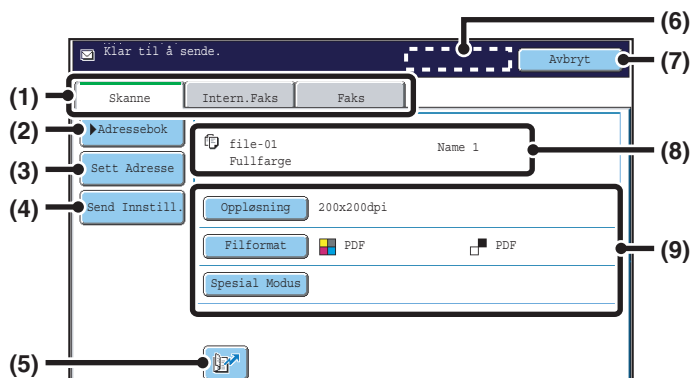 (6)
Klar til å sende.
Avbryt
(7)
(1)
Skanne
Intern.Faks
Faks
(2)
Adressebok
file-01
Name 1
(8)
Fullfarge
(3)
Sett Adresse
(4)
Send Innstill.
Oppløsning
200x200dpi
Filformat
PDF
PDF
(9)
Spesial Modus
(5)